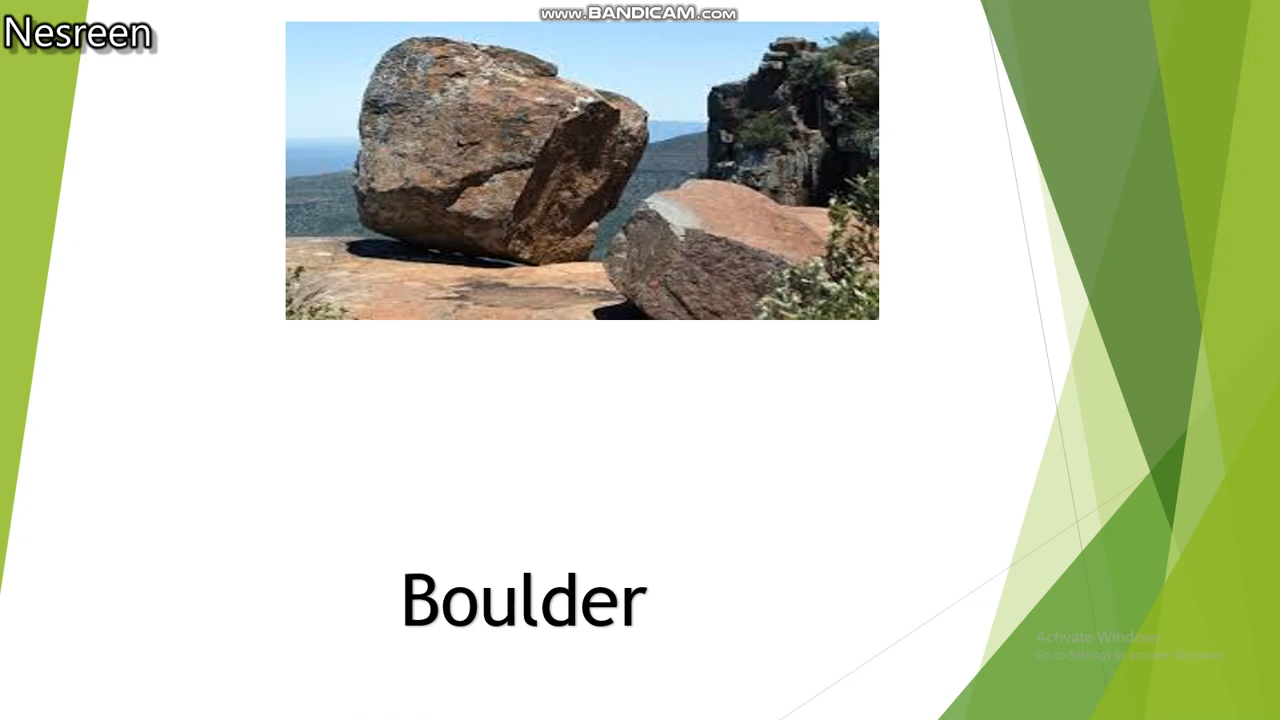 www.BANDICAM.com
Nesreen
Boulder
Activate Windows
Go to Settings to activate Windows.